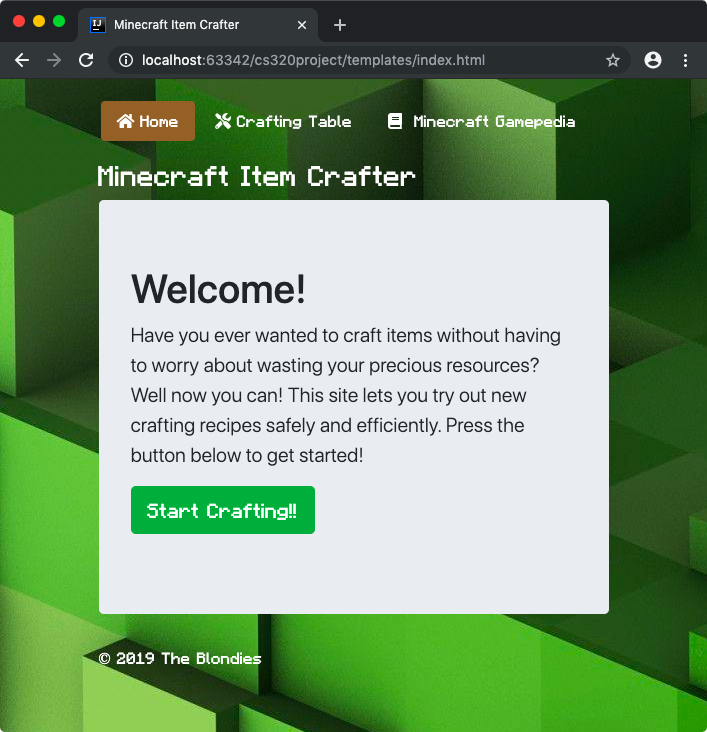 Minecraft Item Crafter
localhost:63342/cs320project/templates/index.html
Home Crafting Table Minecraft Gamepedia
Minecraft Item Crafter
Welcome!
Have you ever wanted to craft items without having
to worry about wasting your precious resources?
Well now you can! This site lets you try out new
crafting recipes safely and efficiently. Press the
button below to get started!
Start Crafting!!
© 2019 The Blondies